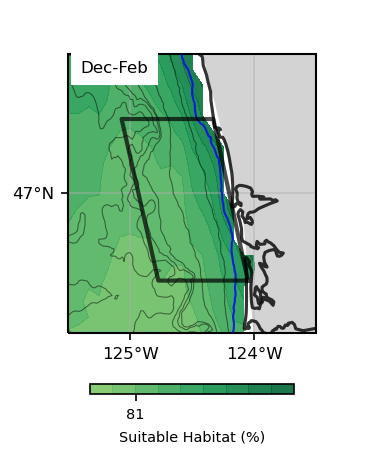 Dec-Feb
47°N
125°W 124°W
81
Suitable Habitat (%)